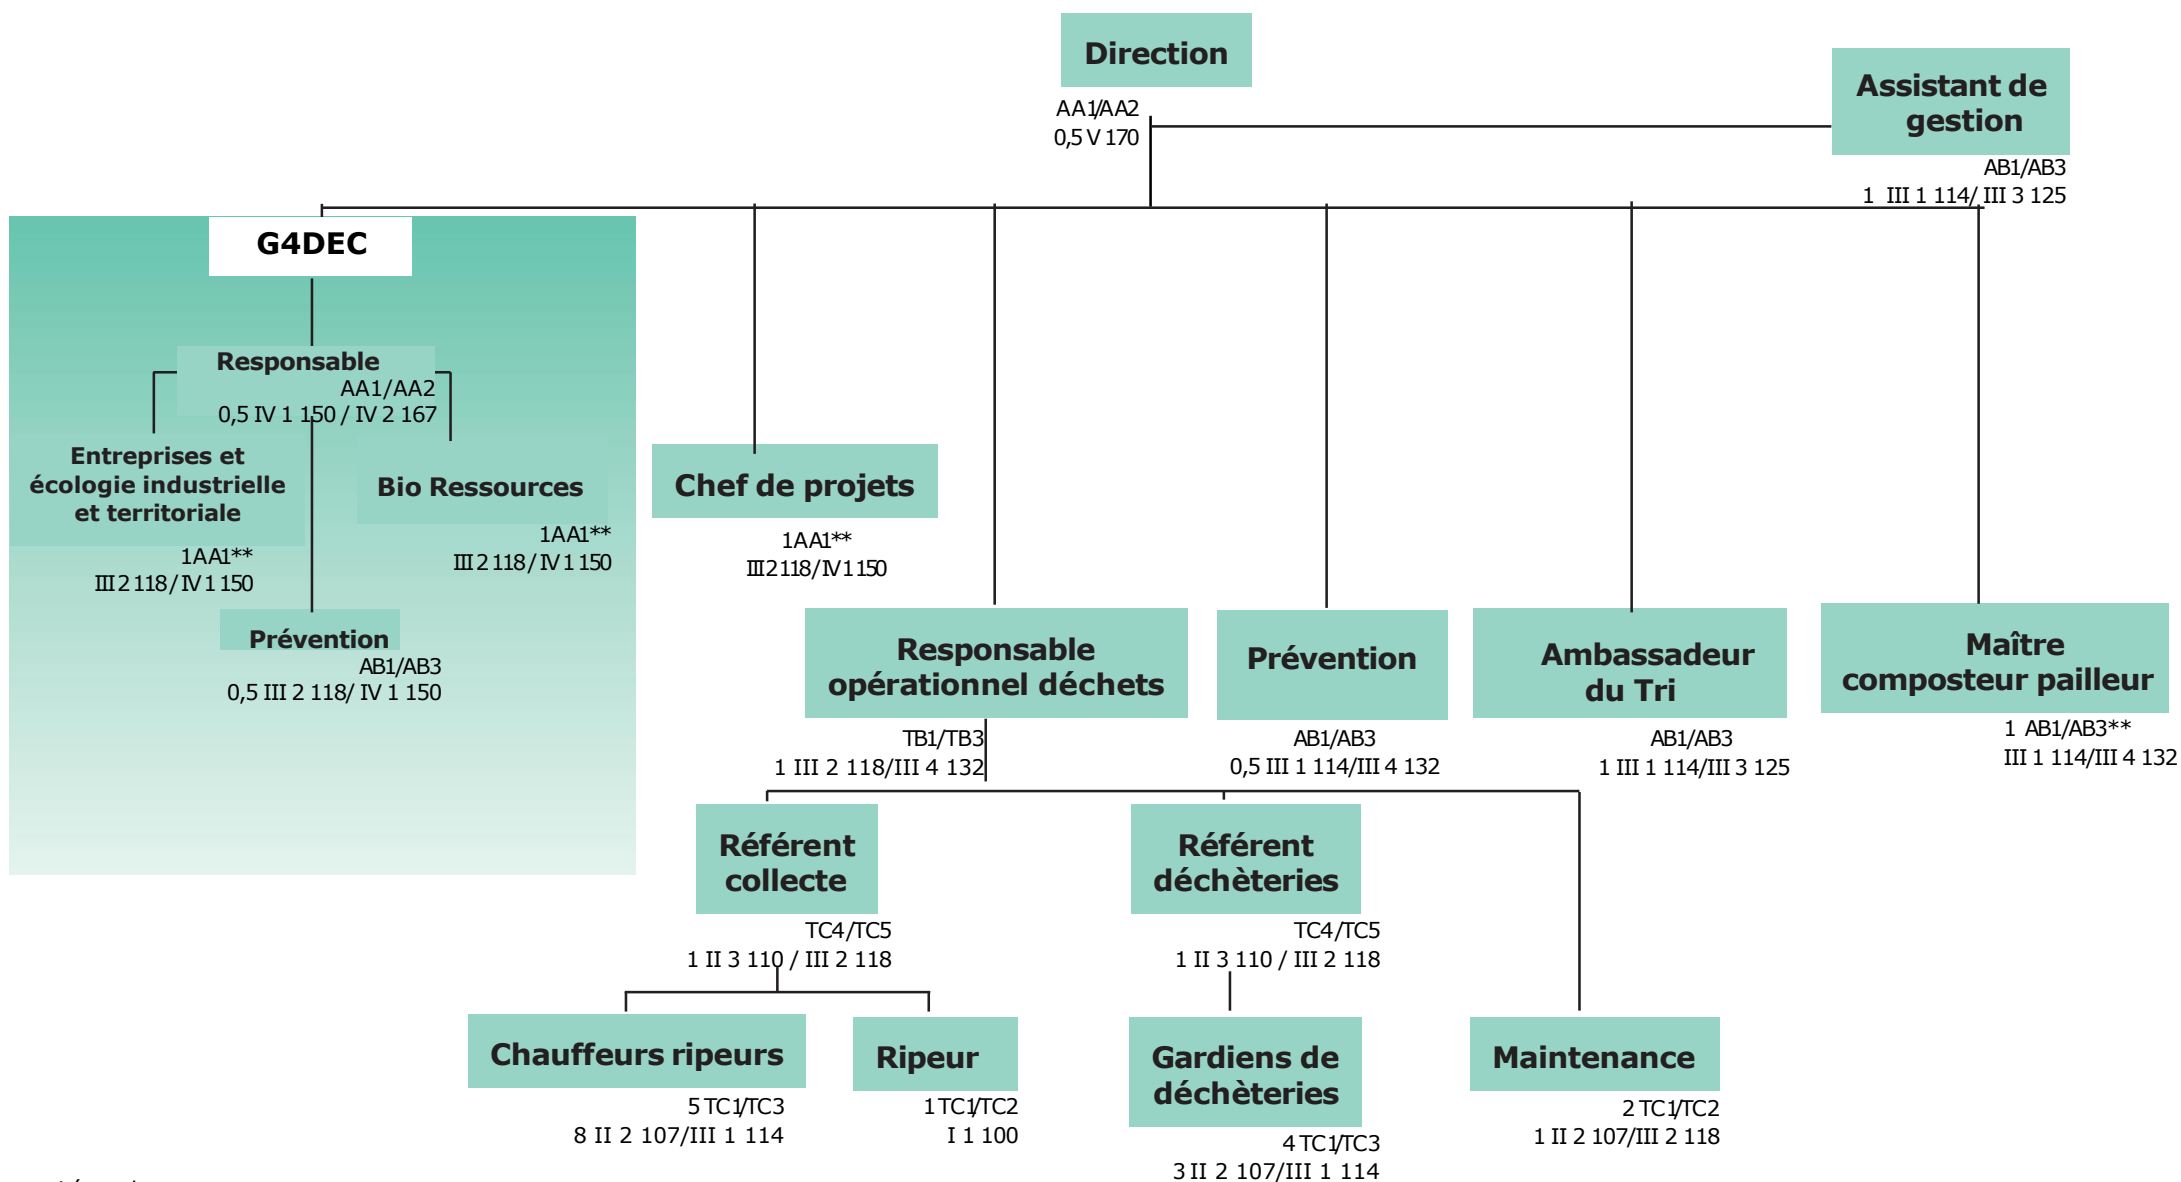 Direction
AA1/AA2
0,5 V 170
Assistant de
gestion
AB1/AB3
1 III 1 114/ III 3 125
G4DEC
Responsable
AA1/AA2
0,5 IV 1 150 / IV 2 167
Entreprises et
écologie industrielle
et territoriale
1AA1**
III 2 118 / IV 1 150
Bio Ressources
1AA1**
III 2 118 / IV 1 150
Prévention
AB1/AB3
0,5 III 2 118/ IV 1 150
Chef de projets
1AA1**
III 2 118/ IV 1 150
Responsable
opérationnel déchets
TB1/TB3
1 III 2 118/III 4 132
Prévention
AB1/AB3
0,5 III 1 114/III 4 132
Ambassadeur
du Tri
AB1/AB3
1 III 1 114/III 3 125
Maître
composteur pailleur
1 AB1/AB3**
III 1 114/III 4 132
Référent
collecte
TC4/TC5
1 II 3 110 / III 2 118
Référent
déchèteries
TC4/TC5
1 II 3 110 / III 2 118
Chauffeurs ripeurs
5 TC1/TC3
8 II 2 107/III 1 114
Ripeur
1 TC1/TC2
I 1 100
Gardiens de
déchèteries
4 TC1/TC3
3 II 2 107/III 1 114
Maintenance
2 TC1/TC2
1 II 2 107/III 2 118